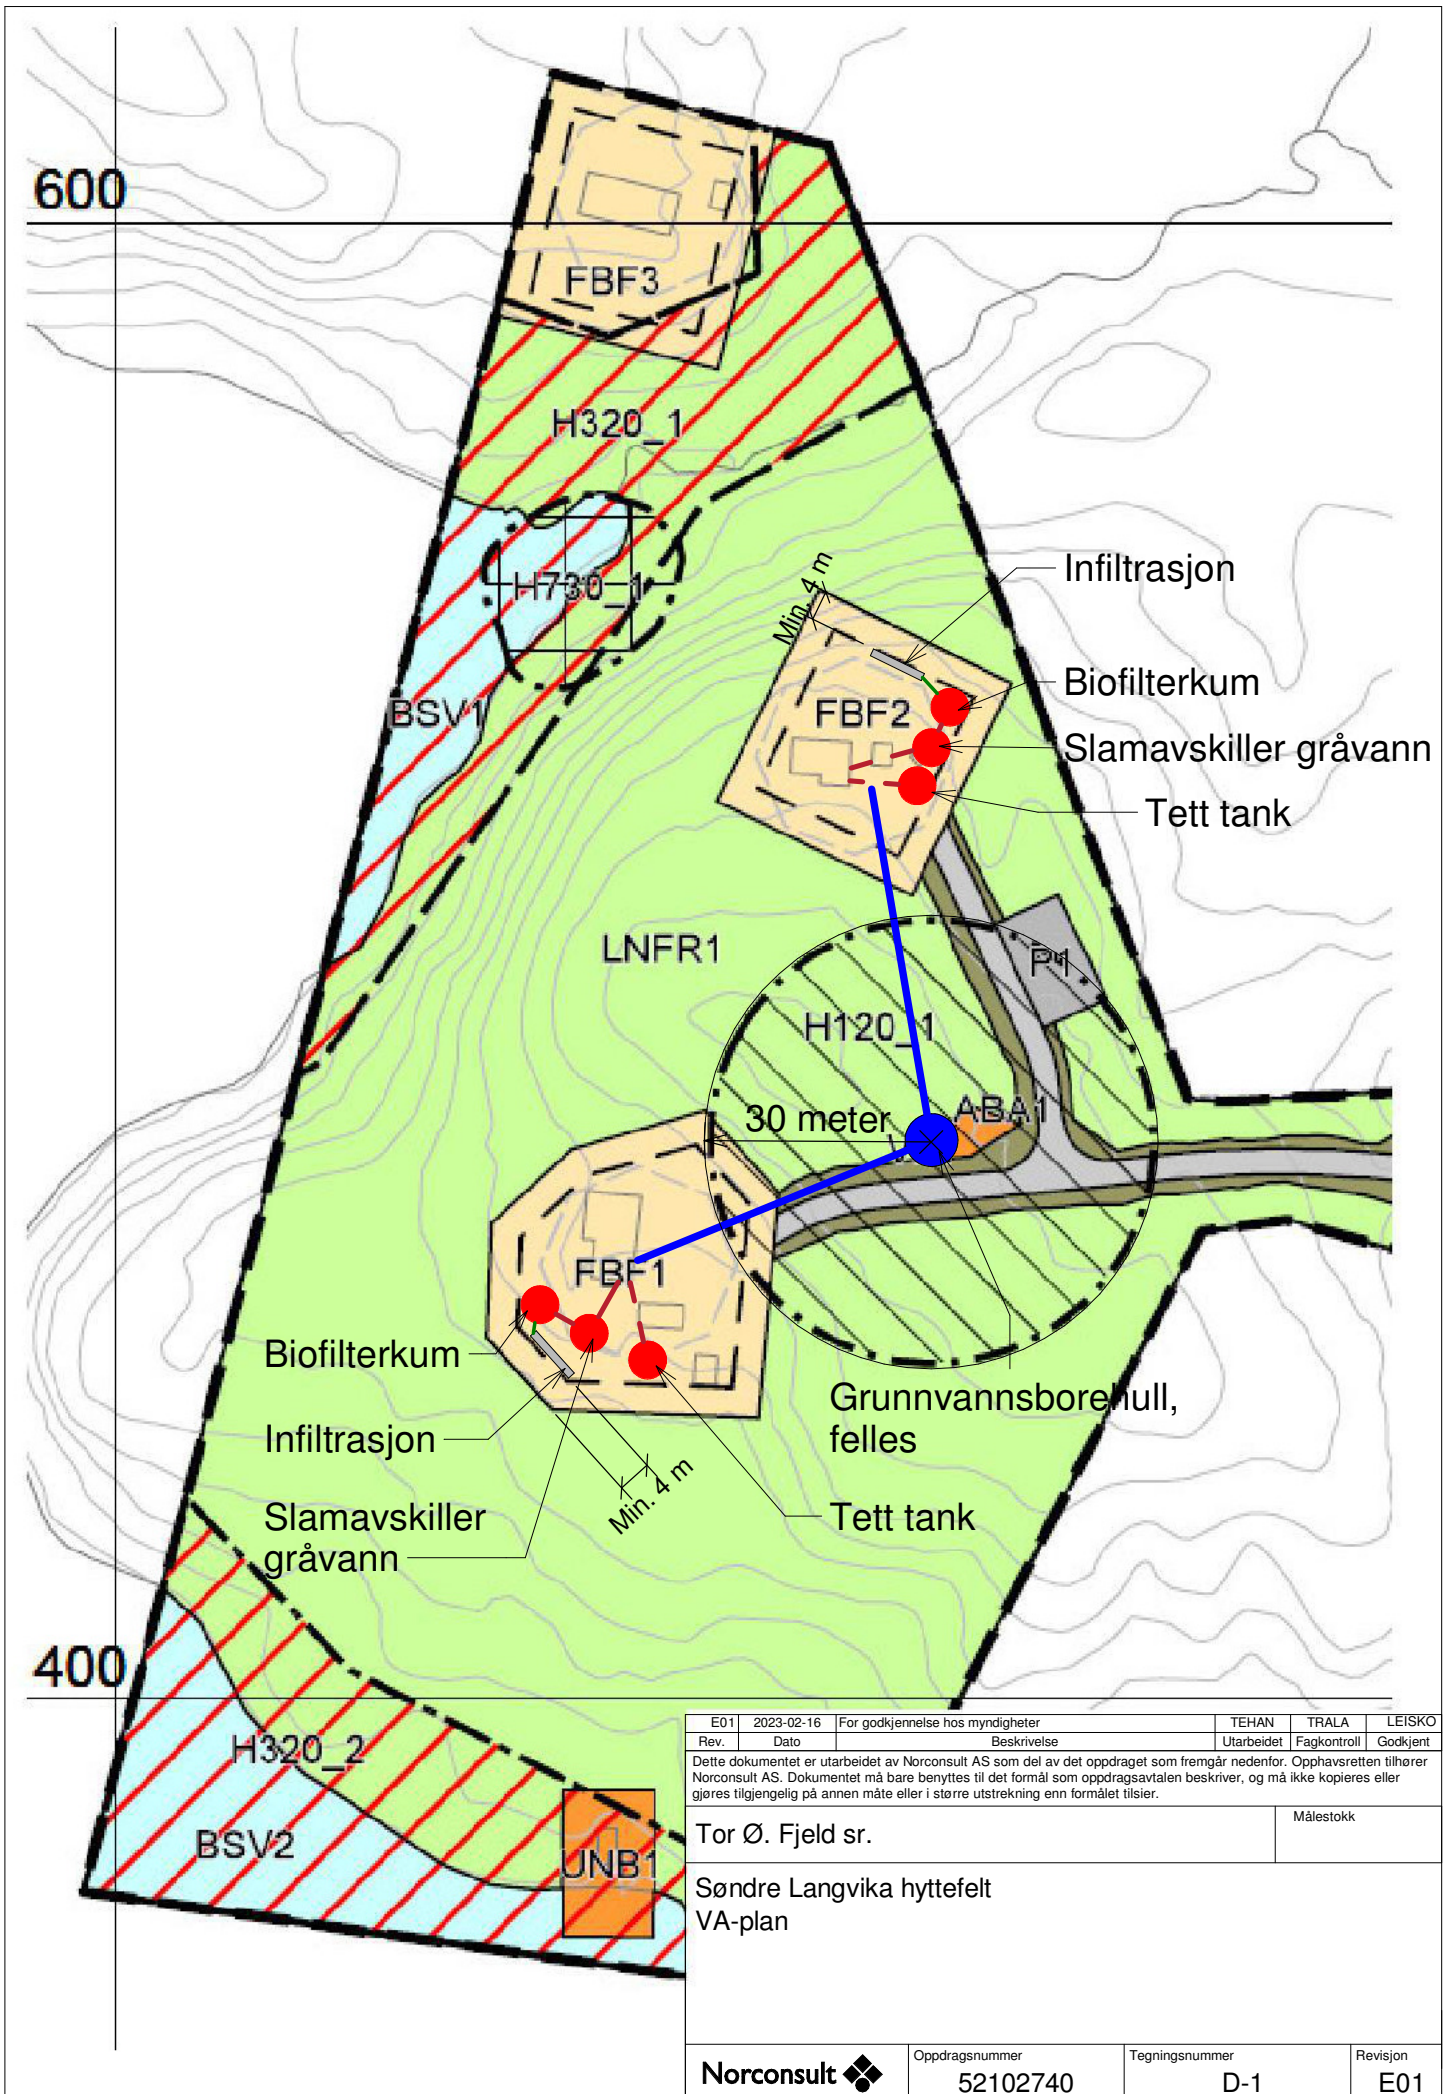 600
FBF3
H320_1
Min. 4 m
Infiltrasjon
H730_1
Biofilterkum
BSV1
FBF2
Slamavskiller gråvann
Tett tank
LNFR1
P1
H120_1
30 meter
ABA1
FBF1
Biofilterkum
Infiltrasjon
Grunnvannsborehull,
felles
Min. 4 m
Slamavskiller
gråvann
Tett tank
400
H320_2
BSV2
UNB1
E01 2023-02-16 For godkjennelse hos myndigheter TEHAN TRALA LEISKO
Rev. Dato Beskrivelse Utarbeidet Fagkontroll Godkjent
Dette dokumentet er utarbeidet av Norconsult AS som del av det oppdraget som fremgår nedenfor. Opphavsretten tilhører
Norconsult AS. Dokumentet må bare benyttes til det formål som oppdragsavtalen beskriver, og må ikke kopieres eller
gjøres tilgjengelig på annen måte eller i større utstrekning enn formålet tilsier.
Målestokk
Tor Ø. Fjeld sr.
Søndre Langvika hyttefelt
VA-plan
Oppdragsnummer Tegningsnummer Revisjon
Norconsult 52102740 D-1 E01